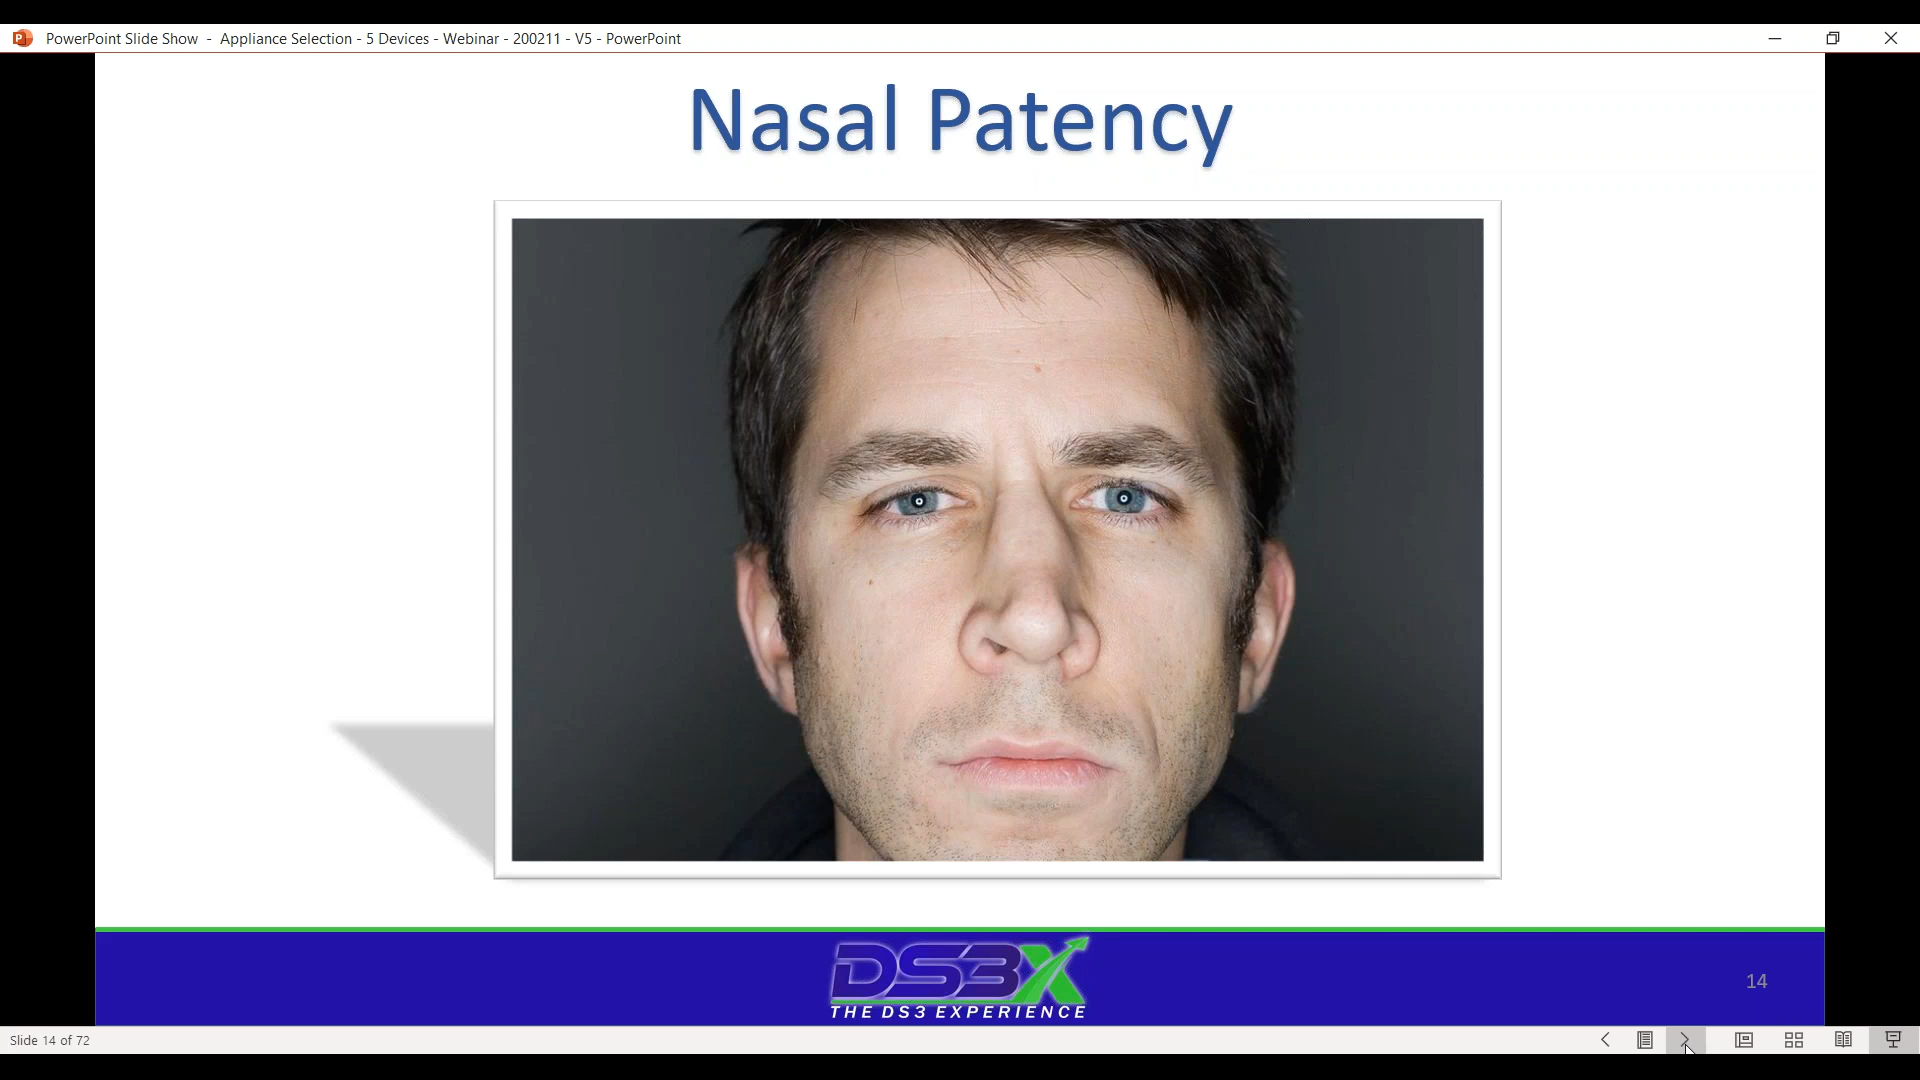 PowerPoint Slide Show - Appliance Selection - 5 Devices - Webinar - 200211 - V5 - PowerPoint
Nasal Patency
DS3X
THE DS3 EXPERIENCE
14
Slide 14 of 72